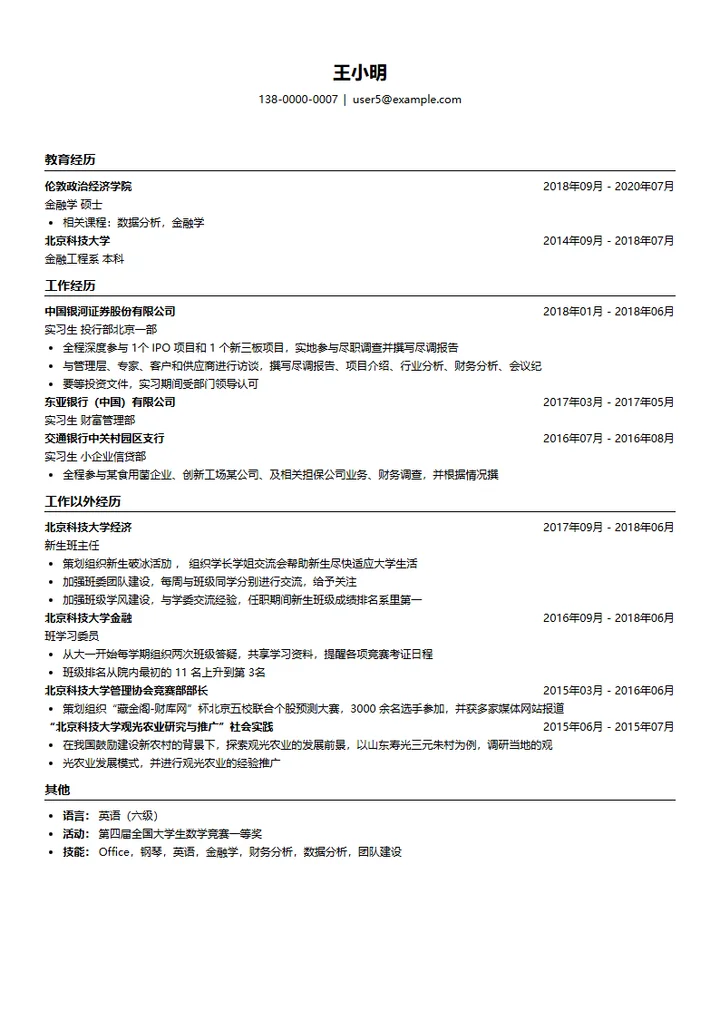 王小明
138-0000-0007 | user5@example.com
教育经历
伦敦政治经济学院 2018年09月 - 2020年07月
金融学 硕士
• 相关课程：数据分析，金融学
北京科技大学 2014年09月 - 2018年07月
金融工程系 本科
工作经历
中国银河证券股份有限公司 2018年01月 - 2018年06月
实习生 投行部北京一部
• 全程深度参与 1个 IPO 项目和 1 个新三板项目，实地参与尽职调查并撰写尽调报告
• 与管理层、专家、客户和供应商进行访谈，撰写尽调报告、项目介绍、行业分析、财务分析、会议纪
• 要等投资文件，实习期间受部门领导认可
东亚银行（中国）有限公司 2017年03月 - 2017年05月
实习生 财富管理部
交通银行中关村园区支行 2016年07月 - 2016年08月
实习生 小企业信贷部
• 全程参与某食用菌企业、创新工场某公司、及相关担保公司业务、财务调查，并根据情况撰
工作以外经历
北京科技大学经济 2017年09月 - 2018年06月
新生班主任
• 策划组织新生破冰活动 ， 组织学长学姐交流会帮助新生尽快适应大学生活
• 加强班委团队建设，每周与班级同学分别进行交流，给予关注
• 加强班级学风建设，与学委交流经验，任职期间新生班级成绩排名系里第一
北京科技大学金融 2016年09月 - 2018年06月
班学习委员
• 从大一开始每学期组织两次班级答疑，共享学习资料，提醒各项竞赛考证日程
• 班级排名从院内最初的 11 名上升到第 3名
北京科技大学管理协会竞赛部部长 2015年03月 - 2016年06月
• 策划组织“藏金阁-财库网”杯北京五校联合个股预测大赛，3000 余名选手参加，并获多家媒体网站报道
“北京科技大学观光农业研究与推广”社会实践 2015年06月 - 2015年07月
• 在我国鼓励建设新农村的背景下，探索观光农业的发展前景，以山东寿光三元朱村为例，调研当地的观
• 光农业发展模式，并进行观光农业的经验推广
其他
• 语言： 英语（六级）
• 活动： 第四届全国大学生数学竞赛一等奖
• 技能： Office，钢琴，英语，金融学，财务分析，数据分析，团队建设